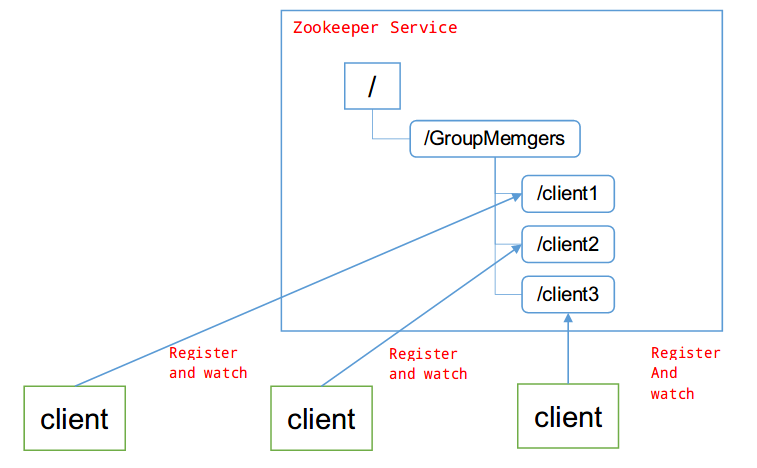 Zookeeper Service
/
/GroupMemgers
/client1
/client2
/client3
Register
and watch
Register
and watch
Register
And
watch
client
client
client